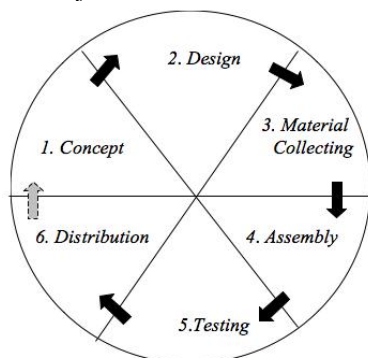 2. Design
1. Concept
3. Material
Collecting
6. Distribution
4. Assembly
5.Testing